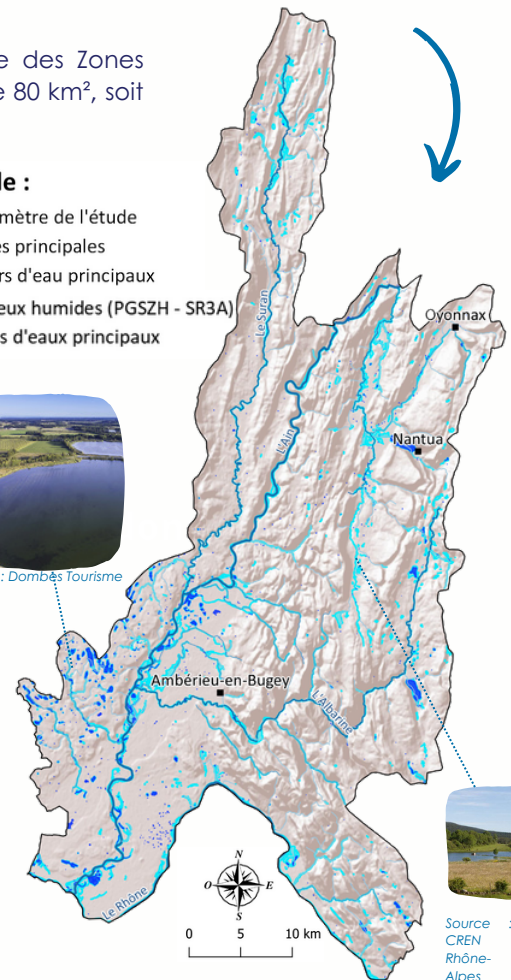 e des Zones
e 80 km², soit
de :
mètre de l'étude
es principales
rs d'eau principaux
eux humides (PGSZH - SR3A)
s d'eaux principaux
Le Suran
Oyonnax
L'Ain
Nantua
: Dombes Tourisme
Ambérieu-en-Bugey
L'Albarine
Le Rhône
N
O E
S
0 5 10 km
Source :
CREN
Rhône-
Alpes